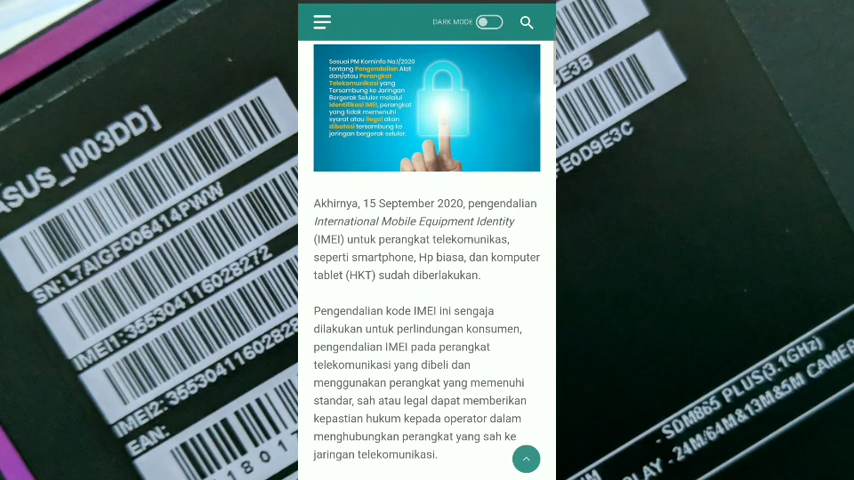 ASUS_I003DD]
SN: L7AIGF006414PWW
IMEI1: 355304116028272
IMEI2: 35530411602828
EAN:
DARK MODE
Sesuai PM Kominfo No.1/2020
tentang Pengendalian Alat
dan/atau Perangkat
Telekomunikasi yang
Tersambung ke Jaringan
Bergerak Seluler melalui
Identifikasi IMEI, perangkat
yang tidak memenuhi
syarat atau ilegal akan
dibatasi tersambung ke
jaringan bergerak seluler.
Akhirnya, 15 September 2020, pengendalian
International Mobile Equipment Identity
(IMEI) untuk perangkat telekomunikas,
seperti smartphone, Hp biasa, dan komputer
tablet (HKT) sudah diberlakukan.
Pengendalian kode IMEI ini sengaja
dilakukan untuk perlindungan konsumen,
pengendalian IMEI pada perangkat
telekomunikasi yang dibeli dan
menggunakan perangkat yang memenuhi
standar, sah atau legal dapat memberikan
kepastian hukum kepada operator dalam
menghubungkan perangkat yang sah ke
jaringan telekomunikasi.
E3B
FE0D9E3C
- SDM865 PLUS(3.1GHz)
PLAY - 24M/64M&13M&5M CAMER